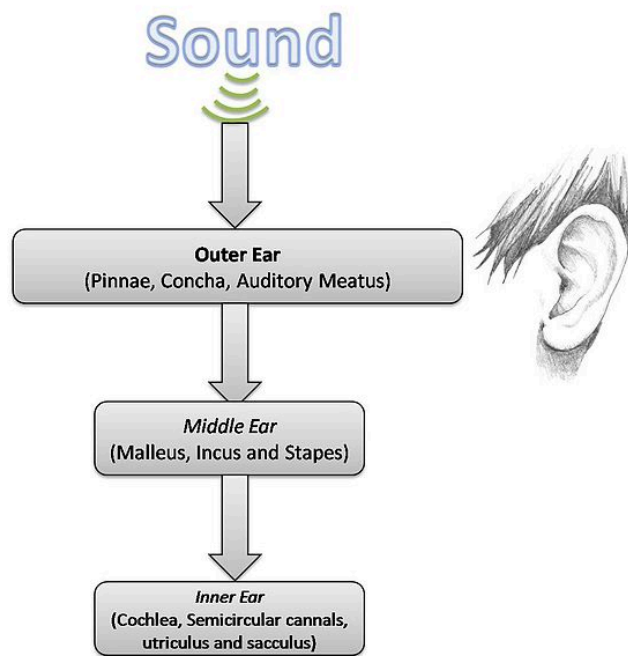 Sound
Outer Ear
(Pinnae, Concha, Auditory Meatus)
Middle Ear
(Malleus, Incus and Stapes)
Inner Ear
(Cochlea, Semicircular cannals,
utriculus and sacculus)